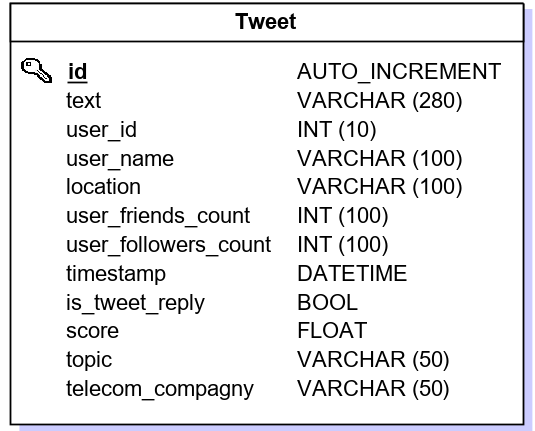 Tweet
id AUTO_INCREMENT
text VARCHAR (280)
user_id INT (10)
user_name VARCHAR (100)
location VARCHAR (100)
user_friends_count INT (100)
user_followers_count INT (100)
timestamp DATETIME
is_tweet_reply BOOL
score FLOAT
topic VARCHAR (50)
telecom_compagny VARCHAR (50)